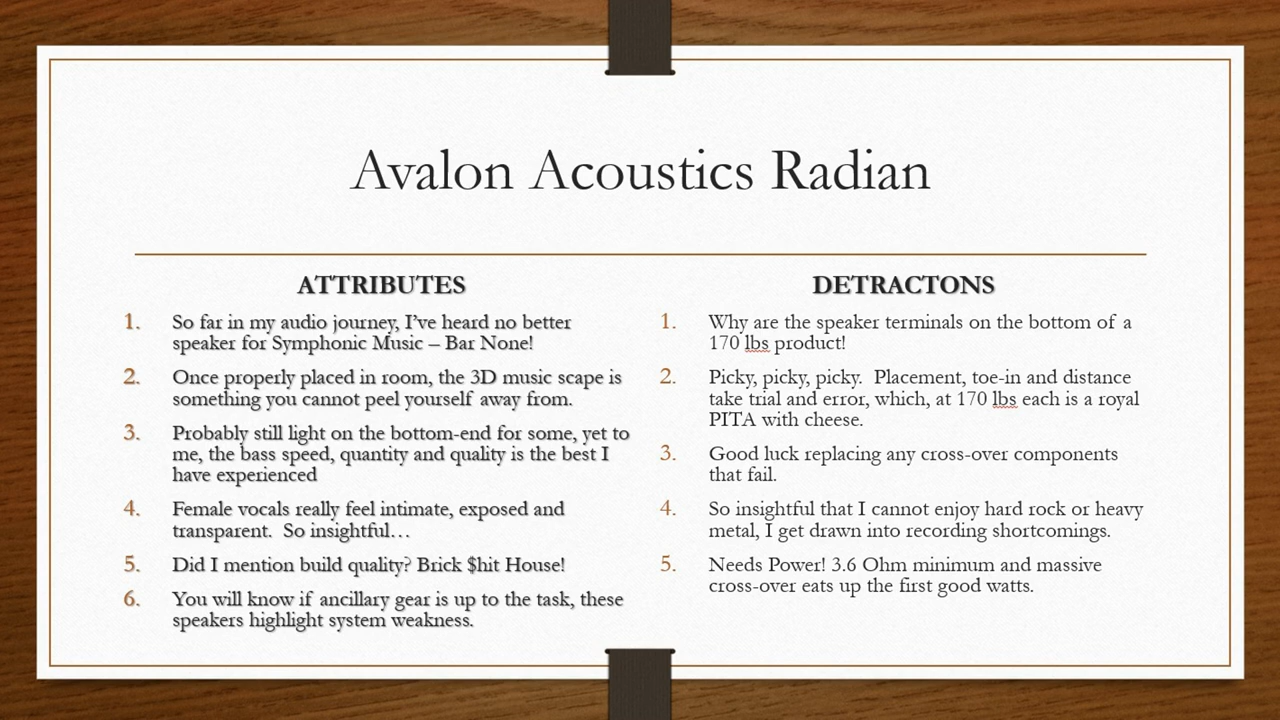 Avalon Acoustics Radian
ATTRIBUTES
1. So far in my audio journey, I’ve heard no better
speaker for Symphonic Music – Bar None!
2. Once properly placed in room, the 3D music scape is
something you cannot peel yourself away from.
3. Probably still light on the bottom-end for some, yet to
me, the bass speed, quantity and quality is the best I
have experienced
4. Female vocals really feel intimate, exposed and
transparent.  So insightful…
5. Did I mention build quality? Brick $hit House!
6. You will know if ancillary gear is up to the task, these
speakers highlight system weakness.
DETRACTONS
1. Why are the speaker terminals on the bottom of a
170 lbs product!
2. Picky, picky, picky.  Placement, toe-in and distance
take trial and error, which, at 170 lbs each is a royal
PITA with cheese.
3. Good luck replacing any cross-over components
that fail.
4. So insightful that I cannot enjoy hard rock or heavy
metal, I get drawn into recording shortcomings.
5. Needs Power! 3.6 Ohm minimum and massive
cross-over eats up the first good watts.